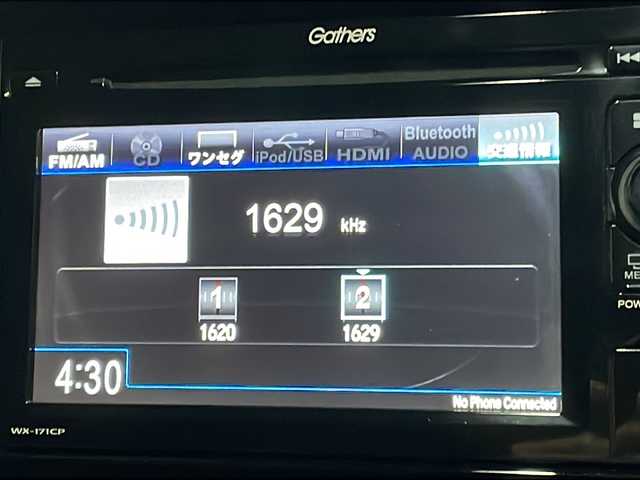 Gathers
FM/AM CD ワンセグ iPod/USB HDMI Bluetooth AUDIO 交通情報
1629 kHz
1 2
1620 1629
4:30
No Phone Connected
WX-171CP